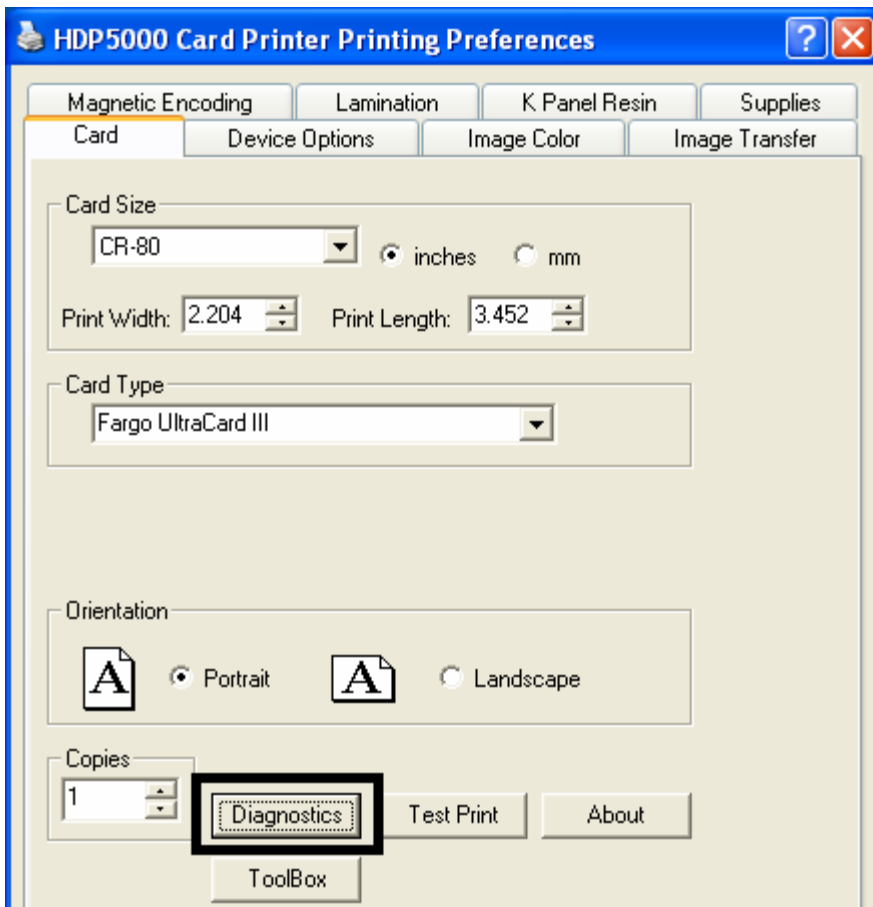 HDP5000 Card Printer Printing Preferences
Magnetic Encoding Lamination K Panel Resin Supplies
Card Device Options Image Color Image Transfer
Card Size
CR-80 inches mm
Print Width: 2.204 Print Length: 3.452
Card Type
Fargo UltraCard III
Orientation
A Portrait A Landscape
Copies
1 Diagnostics Test Print About
ToolBox